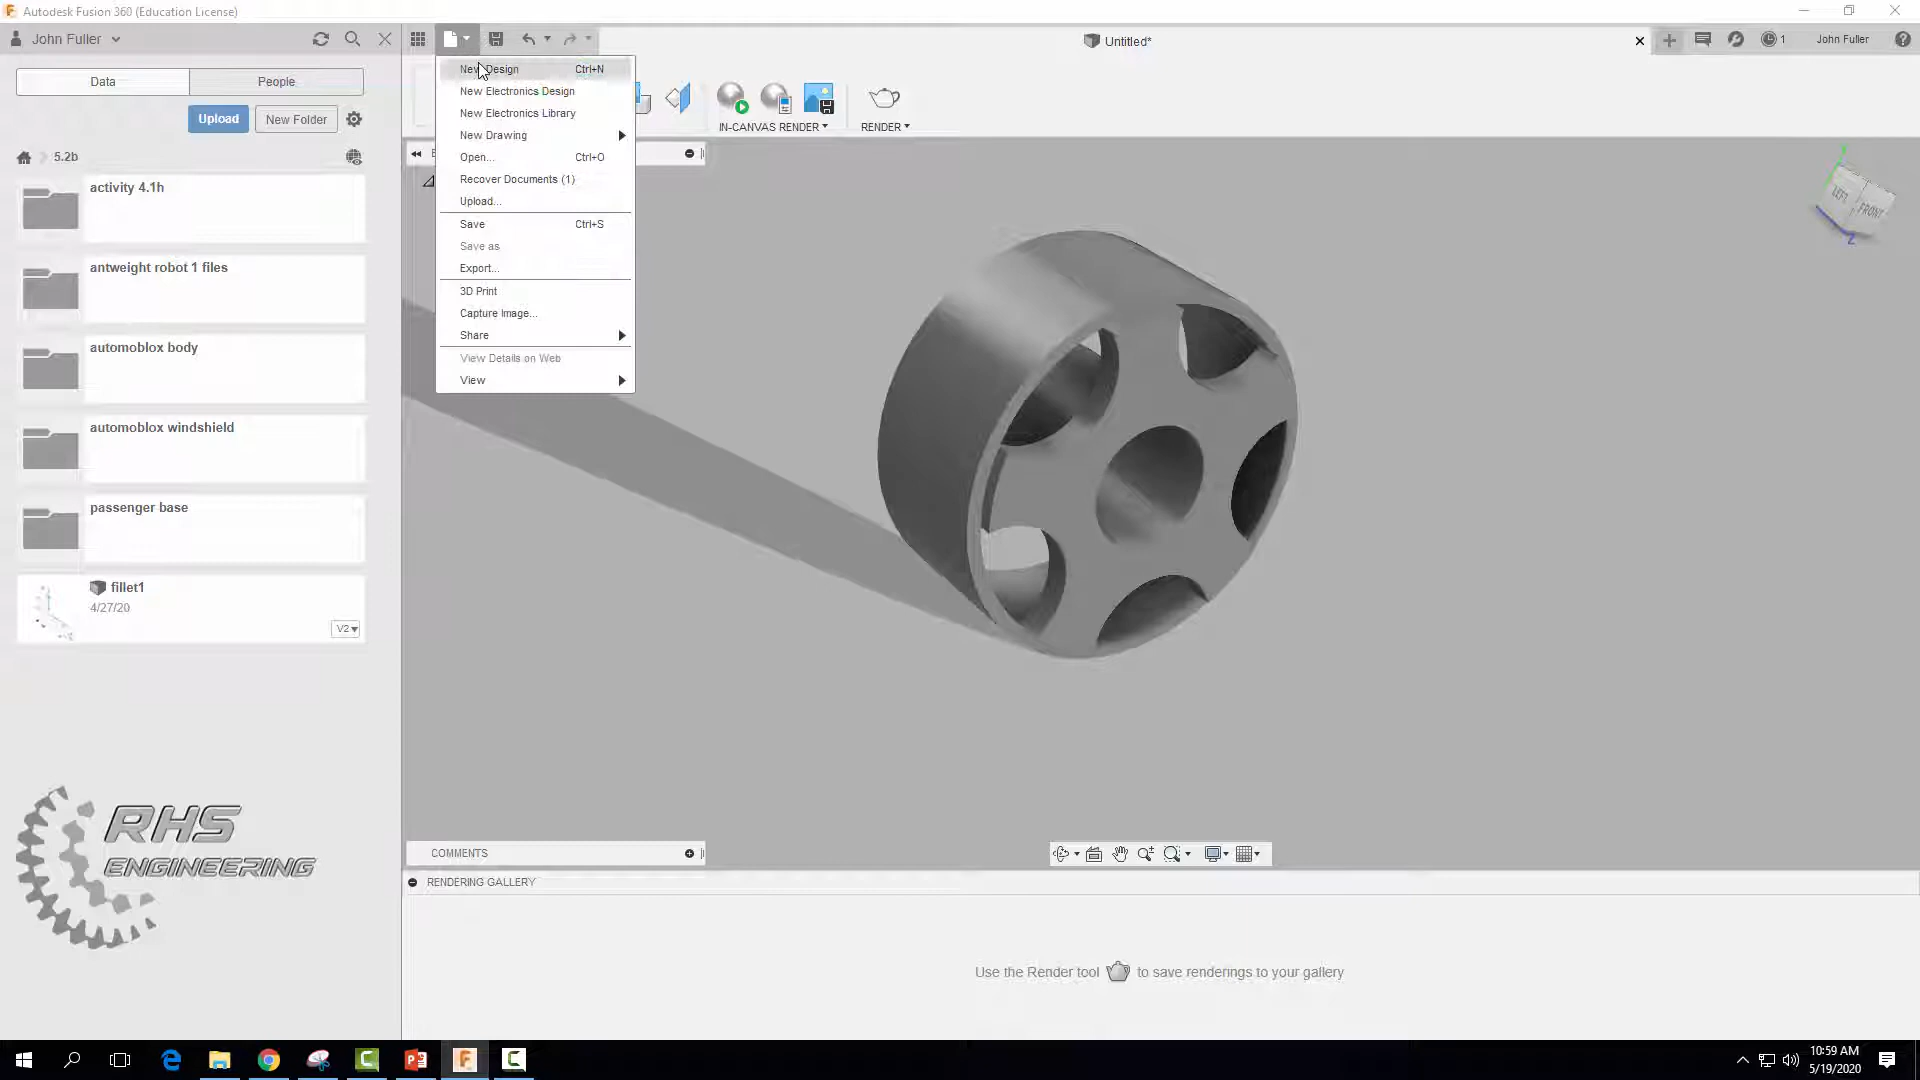 Autodesk Fusion 360 (Education License)
John Fuller
Untitled*
1
John Fuller
Data
People
Upload
New Folder
5.2b
activity 4.1h
antweight robot 1 files
automoblox body
automoblox windshield
passenger base
fillet1
4/27/20
V2
New Design Ctrl+N
New Electronics Design
New Electronics Library
New Drawing
Open... Ctrl+O
Recover Documents (1)
Upload...
Save Ctrl+S
Save as
Export...
3D Print
Capture Image...
Share
View Details on Web
View
IN-CANVAS RENDER
RENDER
LEFT
FRONT
Y
Z
RHS
ENGINEERING
COMMENTS
RENDERING GALLERY
Use the Render tool to save renderings to your gallery
10:59 AM
5/19/2020